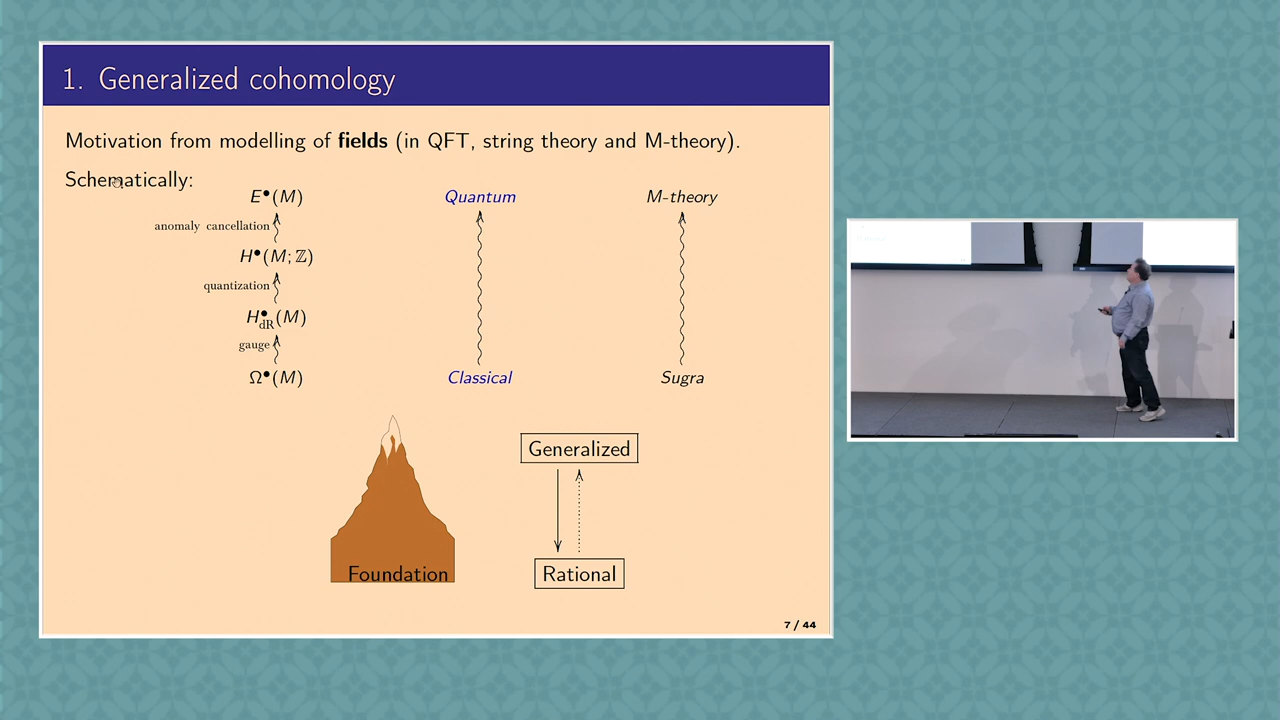 1. Generalized cohomology
Motivation from modelling of fields (in QFT, string theory and M-theory).
Schematically:
E•(M) Quantum M-theory
anomaly cancellation
H•(M; ℤ)
quantization
H•dR(M)
gauge
Ω•(M) Classical Sugra
Generalized
Foundation Rational
7 / 44